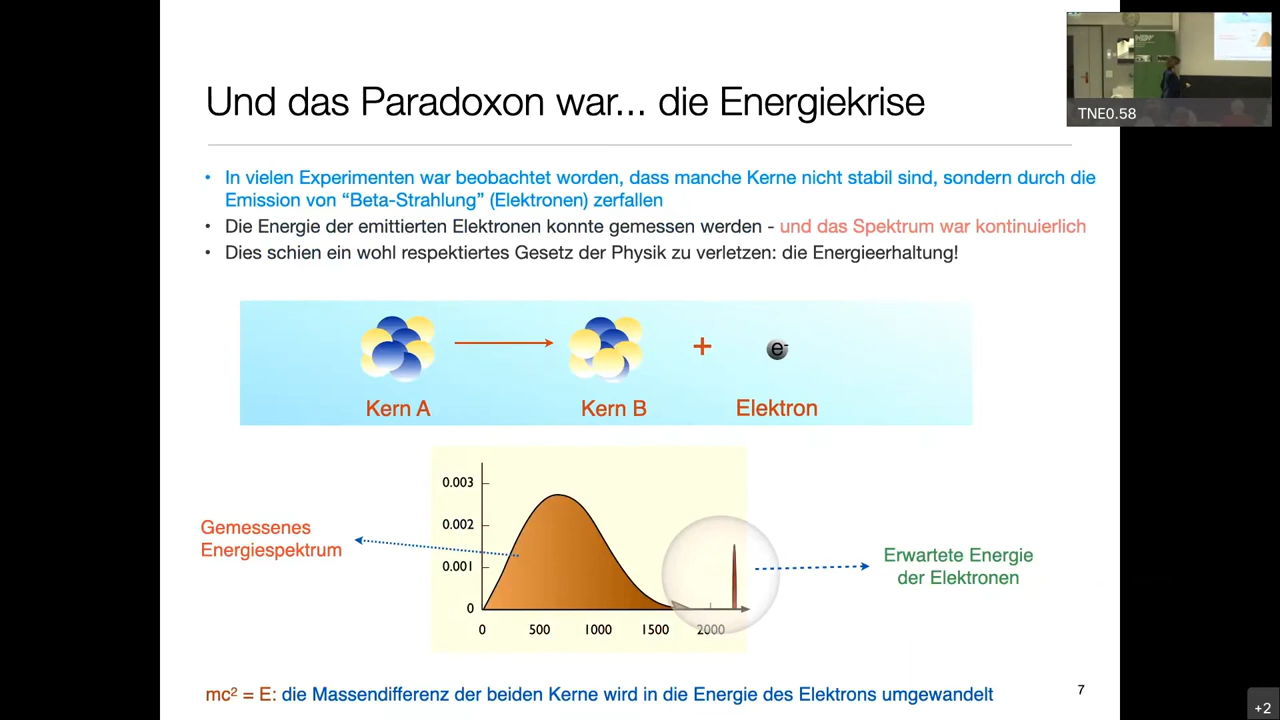 TNE0.58
Und das Paradoxon war... die Energiekrise
• In vielen Experimenten war beobachtet worden, dass manche Kerne nicht stabil sind, sondern durch die
Emission von “Beta-Strahlung” (Elektronen) zerfallen
• Die Energie der emittierten Elektronen konnte gemessen werden - und das Spektrum war kontinuierlich
• Dies schien ein wohl respektiertes Gesetz der Physik zu verletzen: die Energieerhaltung!
+ e-
Kern A Kern B Elektron
0.003
0.002
0.001
0
0 500 1000 1500 2000
Gemessenes
Energiespektrum
Erwartete Energie
der Elektronen
mc² = E: die Massendifferenz der beiden Kerne wird in die Energie des Elektrons umgewandelt
7
+2